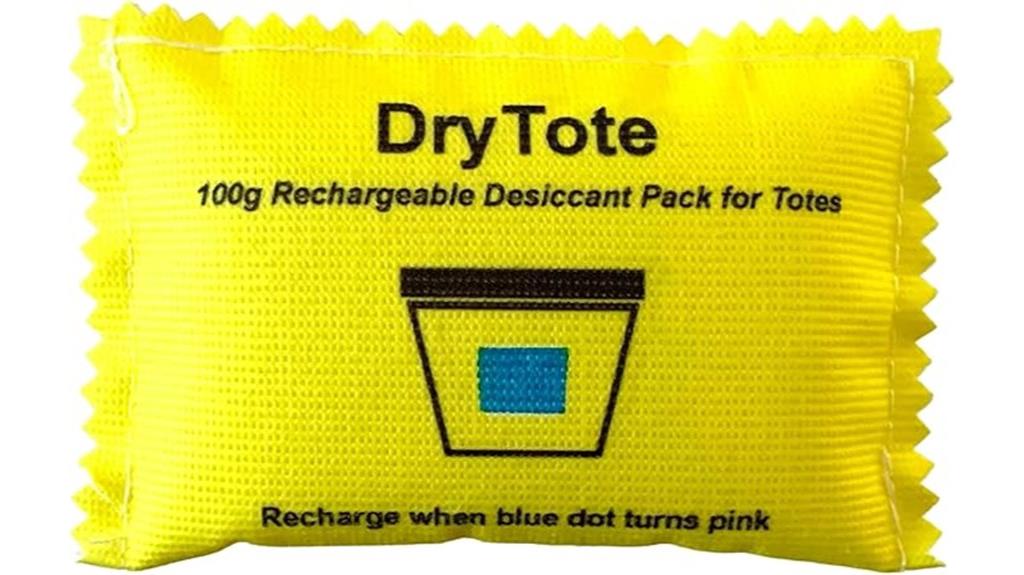 DryTote
100g Rechargeable Desiccant Pack for Totes
Recharge when blue dot turns pink